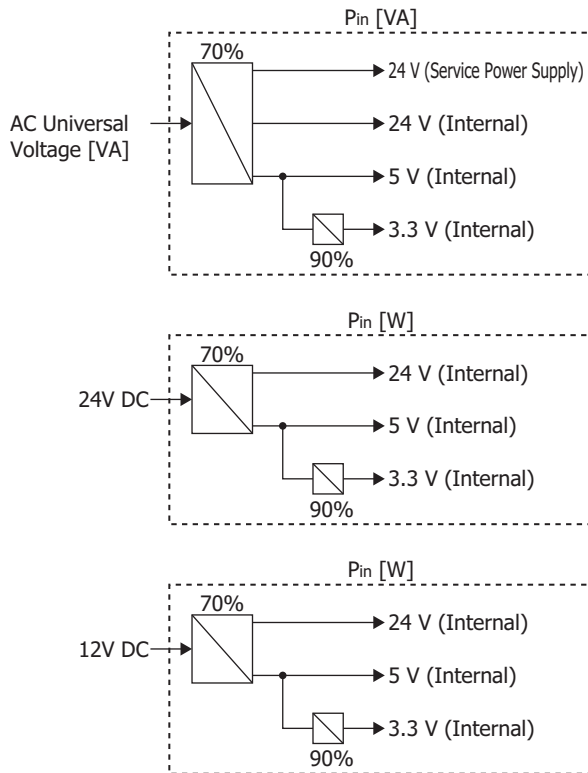 Pin [VA]
70%
24 V (Service Power Supply)
AC Universal
Voltage [VA]
24 V (Internal)
5 V (Internal)
3.3 V (Internal)
90%
Pin [W]
70%
24 V (Internal)
24V DC
5 V (Internal)
3.3 V (Internal)
90%
Pin [W]
70%
24 V (Internal)
12V DC
5 V (Internal)
3.3 V (Internal)
90%